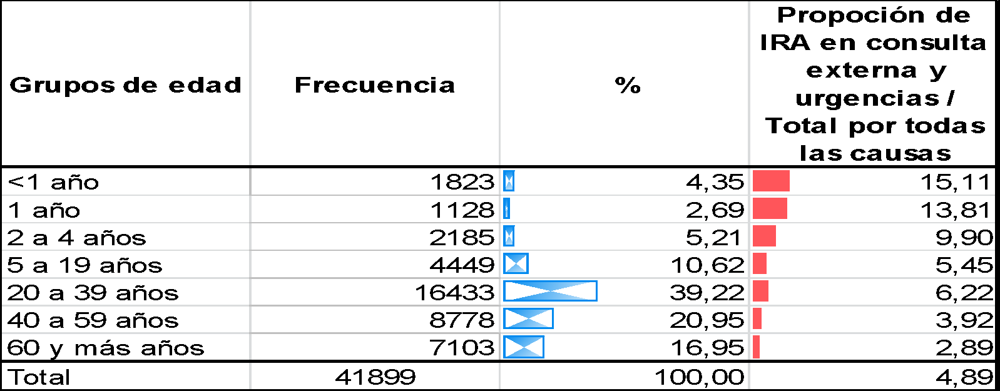 Grupos de edad Frecuencia % Propoción de
IRA en consulta
externa y
urgencias /
Total por todas
las causas
<1 año 1823 4,35 15,11
1 año 1128 2,69 13,81
2 a 4 años 2185 5,21 9,90
5 a 19 años 4449 10,62 5,45
20 a 39 años 16433 39,22 6,22
40 a 59 años 8778 20,95 3,92
60 y más años 7103 16,95 2,89
Total 41899 100,00 4,89